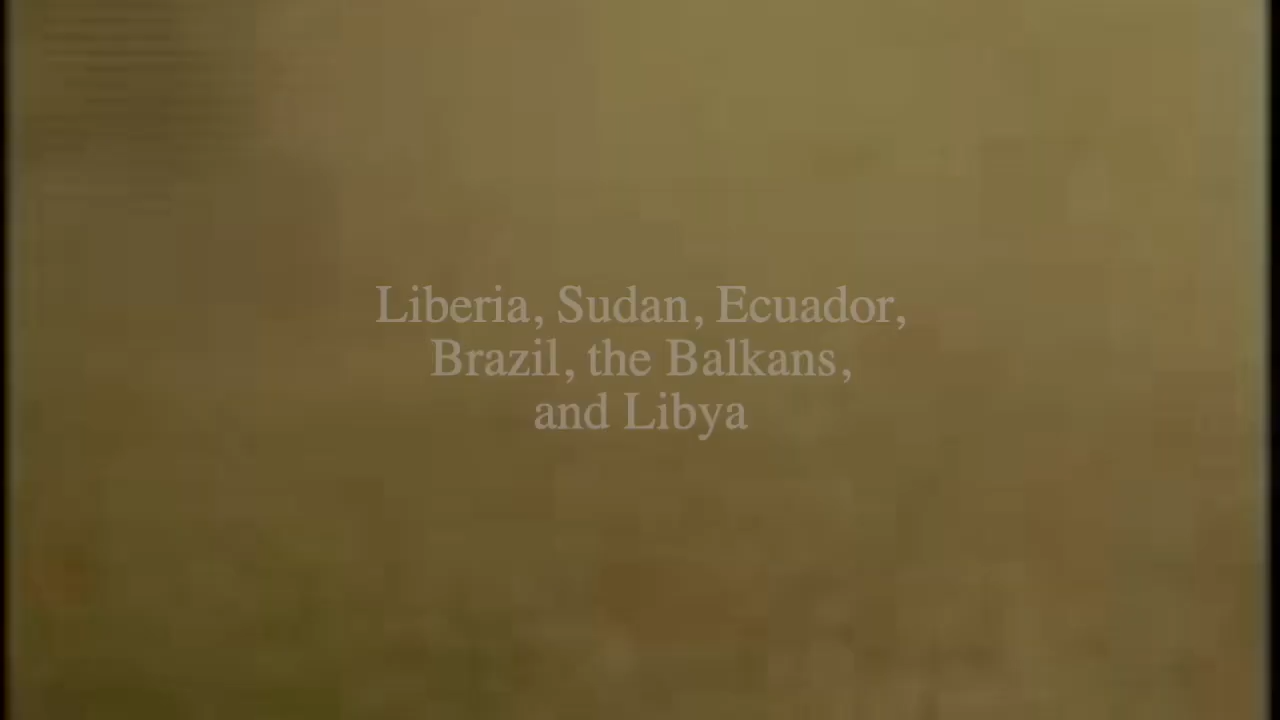 Liberia, Sudan, Ecuador,
Brazil, the Balkans,
and Libya